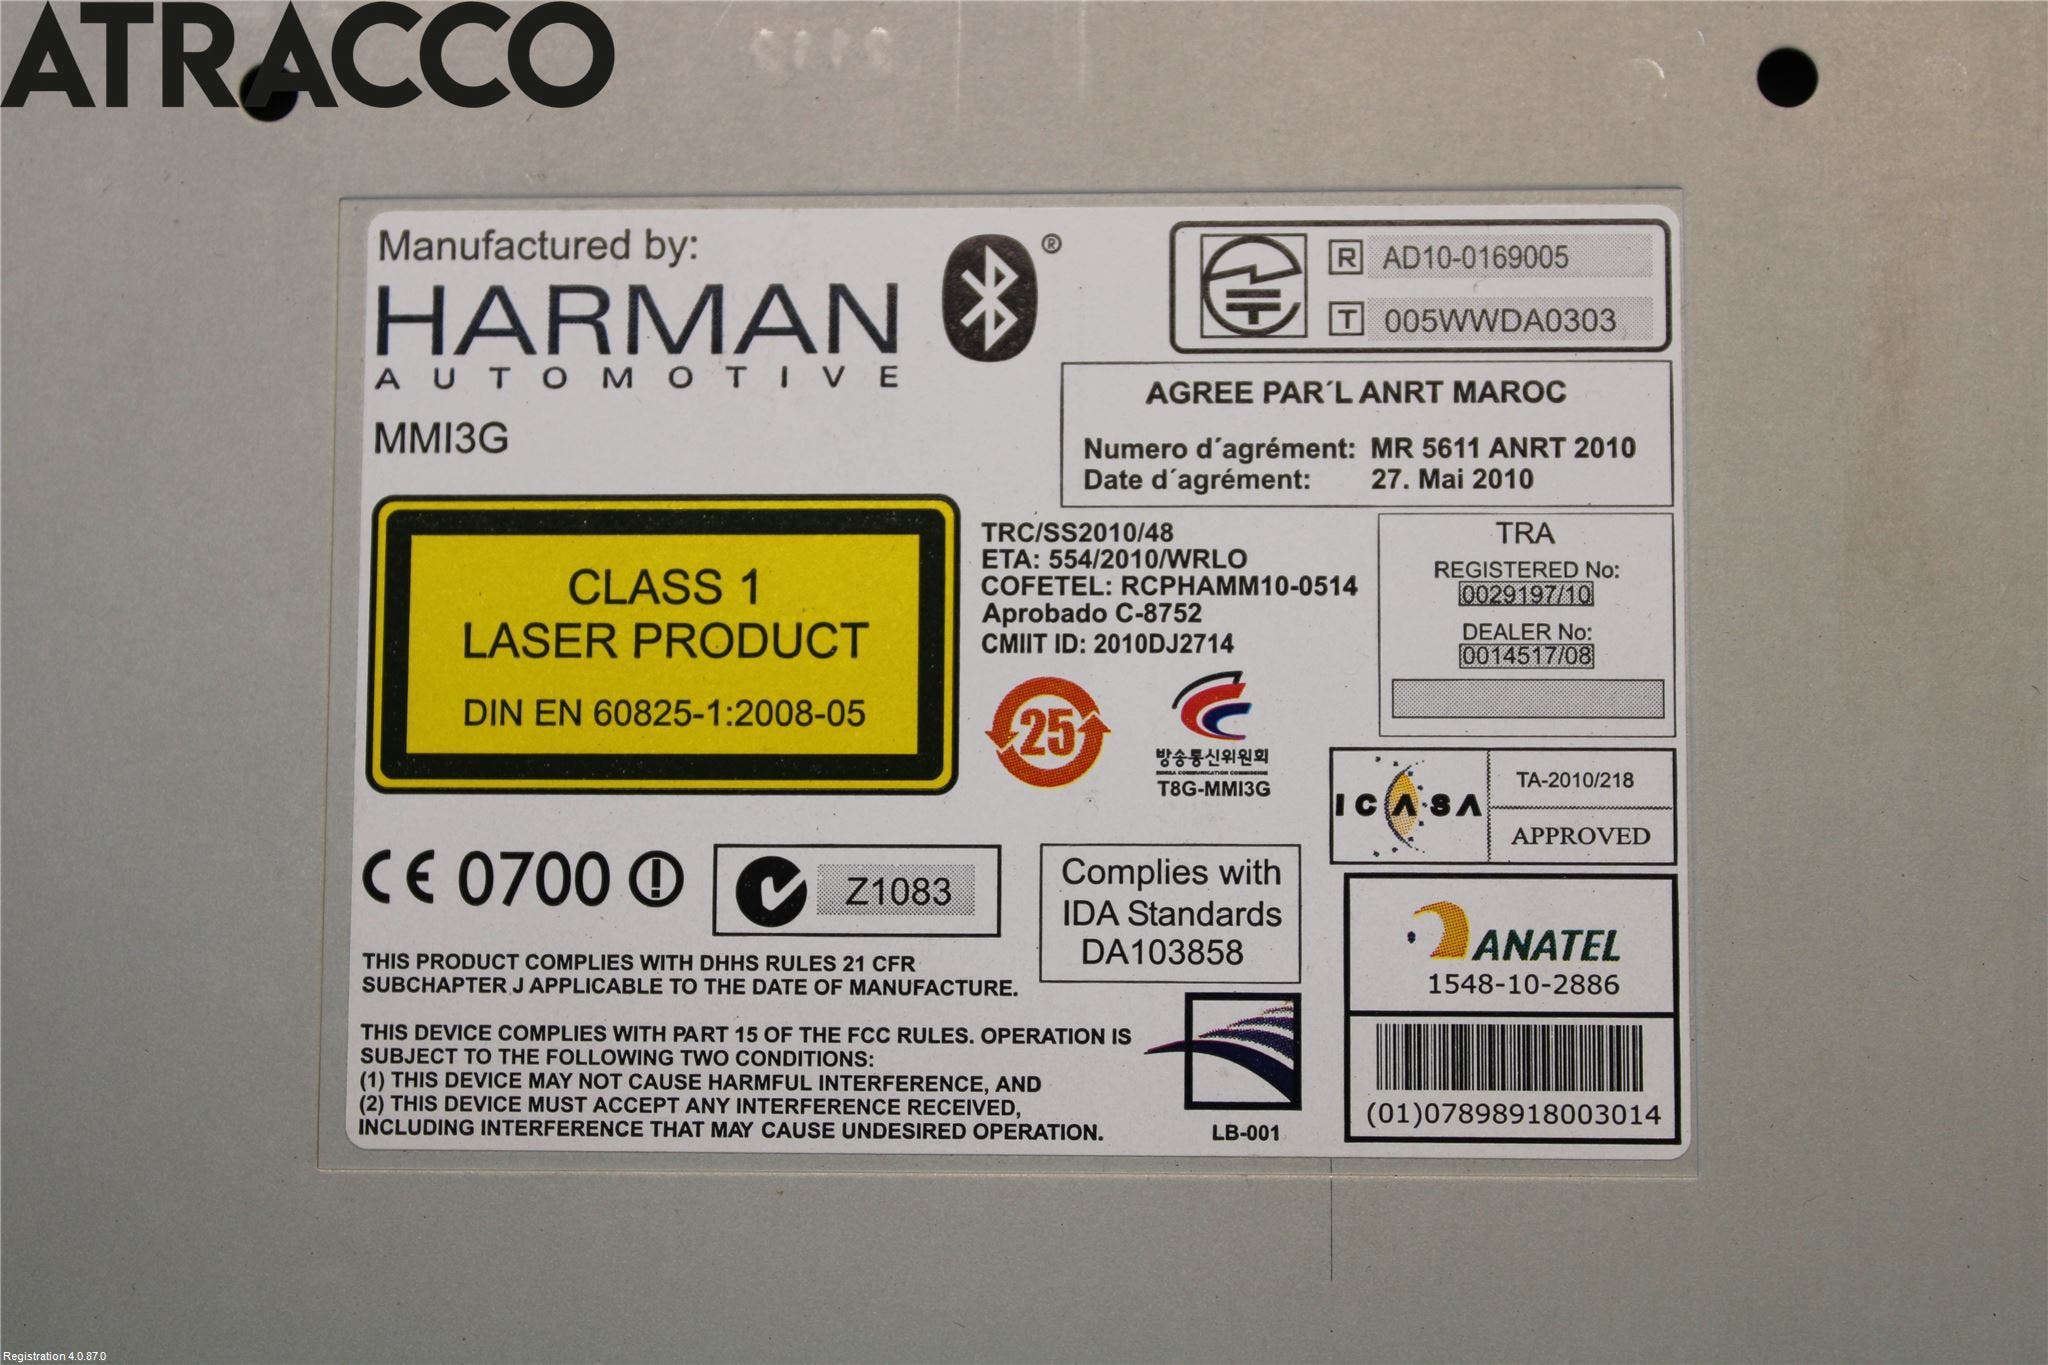 ATRACCO
Manufactured by:
HARMAN
AUTOMOTIVE
®
MMI3G
R AD10-0169005
T 005WWDA0303
AGREE PAR´L ANRT MAROC
Numero d´agrément: MR 5611 ANRT 2010
Date d´agrément: 27. Mai 2010
CLASS 1
LASER PRODUCT
DIN EN 60825-1:2008-05
TRC/SS2010/48
ETA: 554/2010/WRLO
COFETEL: RCPHAMM10-0514
Aprobado C-8752
CMIIT ID: 2010DJ2714
TRA
REGISTERED No:
0029197/10
DEALER No:
0014517/08
25
방송통신위원회
KOREA COMMUNICATIONS COMMISSION
T8G-MMI3G
ICASA
TA-2010/218
APPROVED
CE 0700
Z1083
Complies with
IDA Standards
DA103858
ANATEL
1548-10-2886
(01)07898918003014
THIS PRODUCT COMPLIES WITH DHHS RULES 21 CFR
SUBCHAPTER J APPLICABLE TO THE DATE OF MANUFACTURE.
THIS DEVICE COMPLIES WITH PART 15 OF THE FCC RULES. OPERATION IS
SUBJECT TO THE FOLLOWING TWO CONDITIONS:
(1) THIS DEVICE MAY NOT CAUSE HARMFUL INTERFERENCE, AND
(2) THIS DEVICE MUST ACCEPT ANY INTERFERENCE RECEIVED,
INCLUDING INTERFERENCE THAT MAY CAUSE UNDESIRED OPERATION.
LB-001
Registration 4.0.87.0